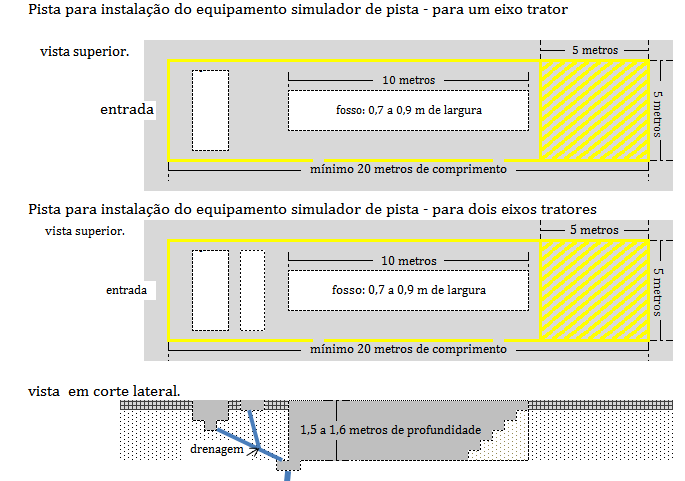 Pista para instalação do equipamento simulador de pista - para um eixo trator
vista superior.
5 metros
10 metros
entrada
fosso: 0,7 a 0,9 m de largura
5 metros
mínimo 20 metros de comprimento
Pista para instalação do equipamento simulador de pista - para dois eixos tratores
vista superior.
5 metros
10 metros
entrada
fosso: 0,7 a 0,9 m de largura
5 metros
mínimo 20 metros de comprimento
vista em corte lateral.
1,5 a 1,6 metros de profundidade
drenagem